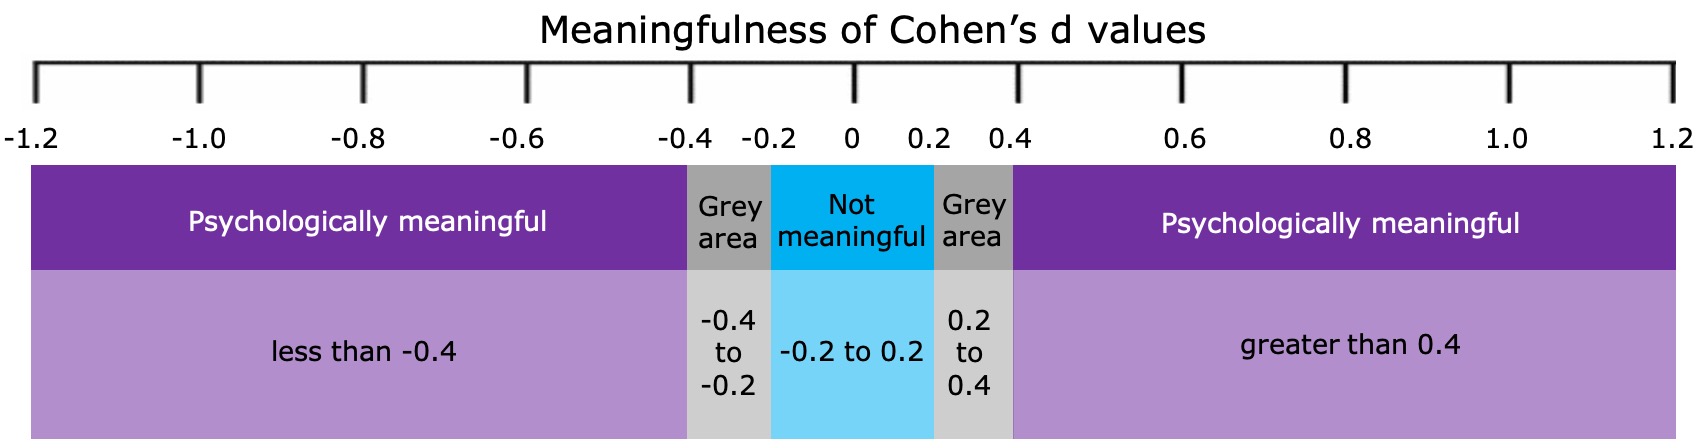 Meaningfulness of Cohen’s d values
-1.2 -1.0 -0.8 -0.6 -0.4 -0.2 0 0.2 0.4 0.6 0.8 1.0 1.2
Psychologically meaningful
Grey
area
Not
meaningful
Grey
area
Psychologically meaningful
less than -0.4
-0.4
to
-0.2
-0.2 to 0.2
0.2
to
0.4
greater than 0.4